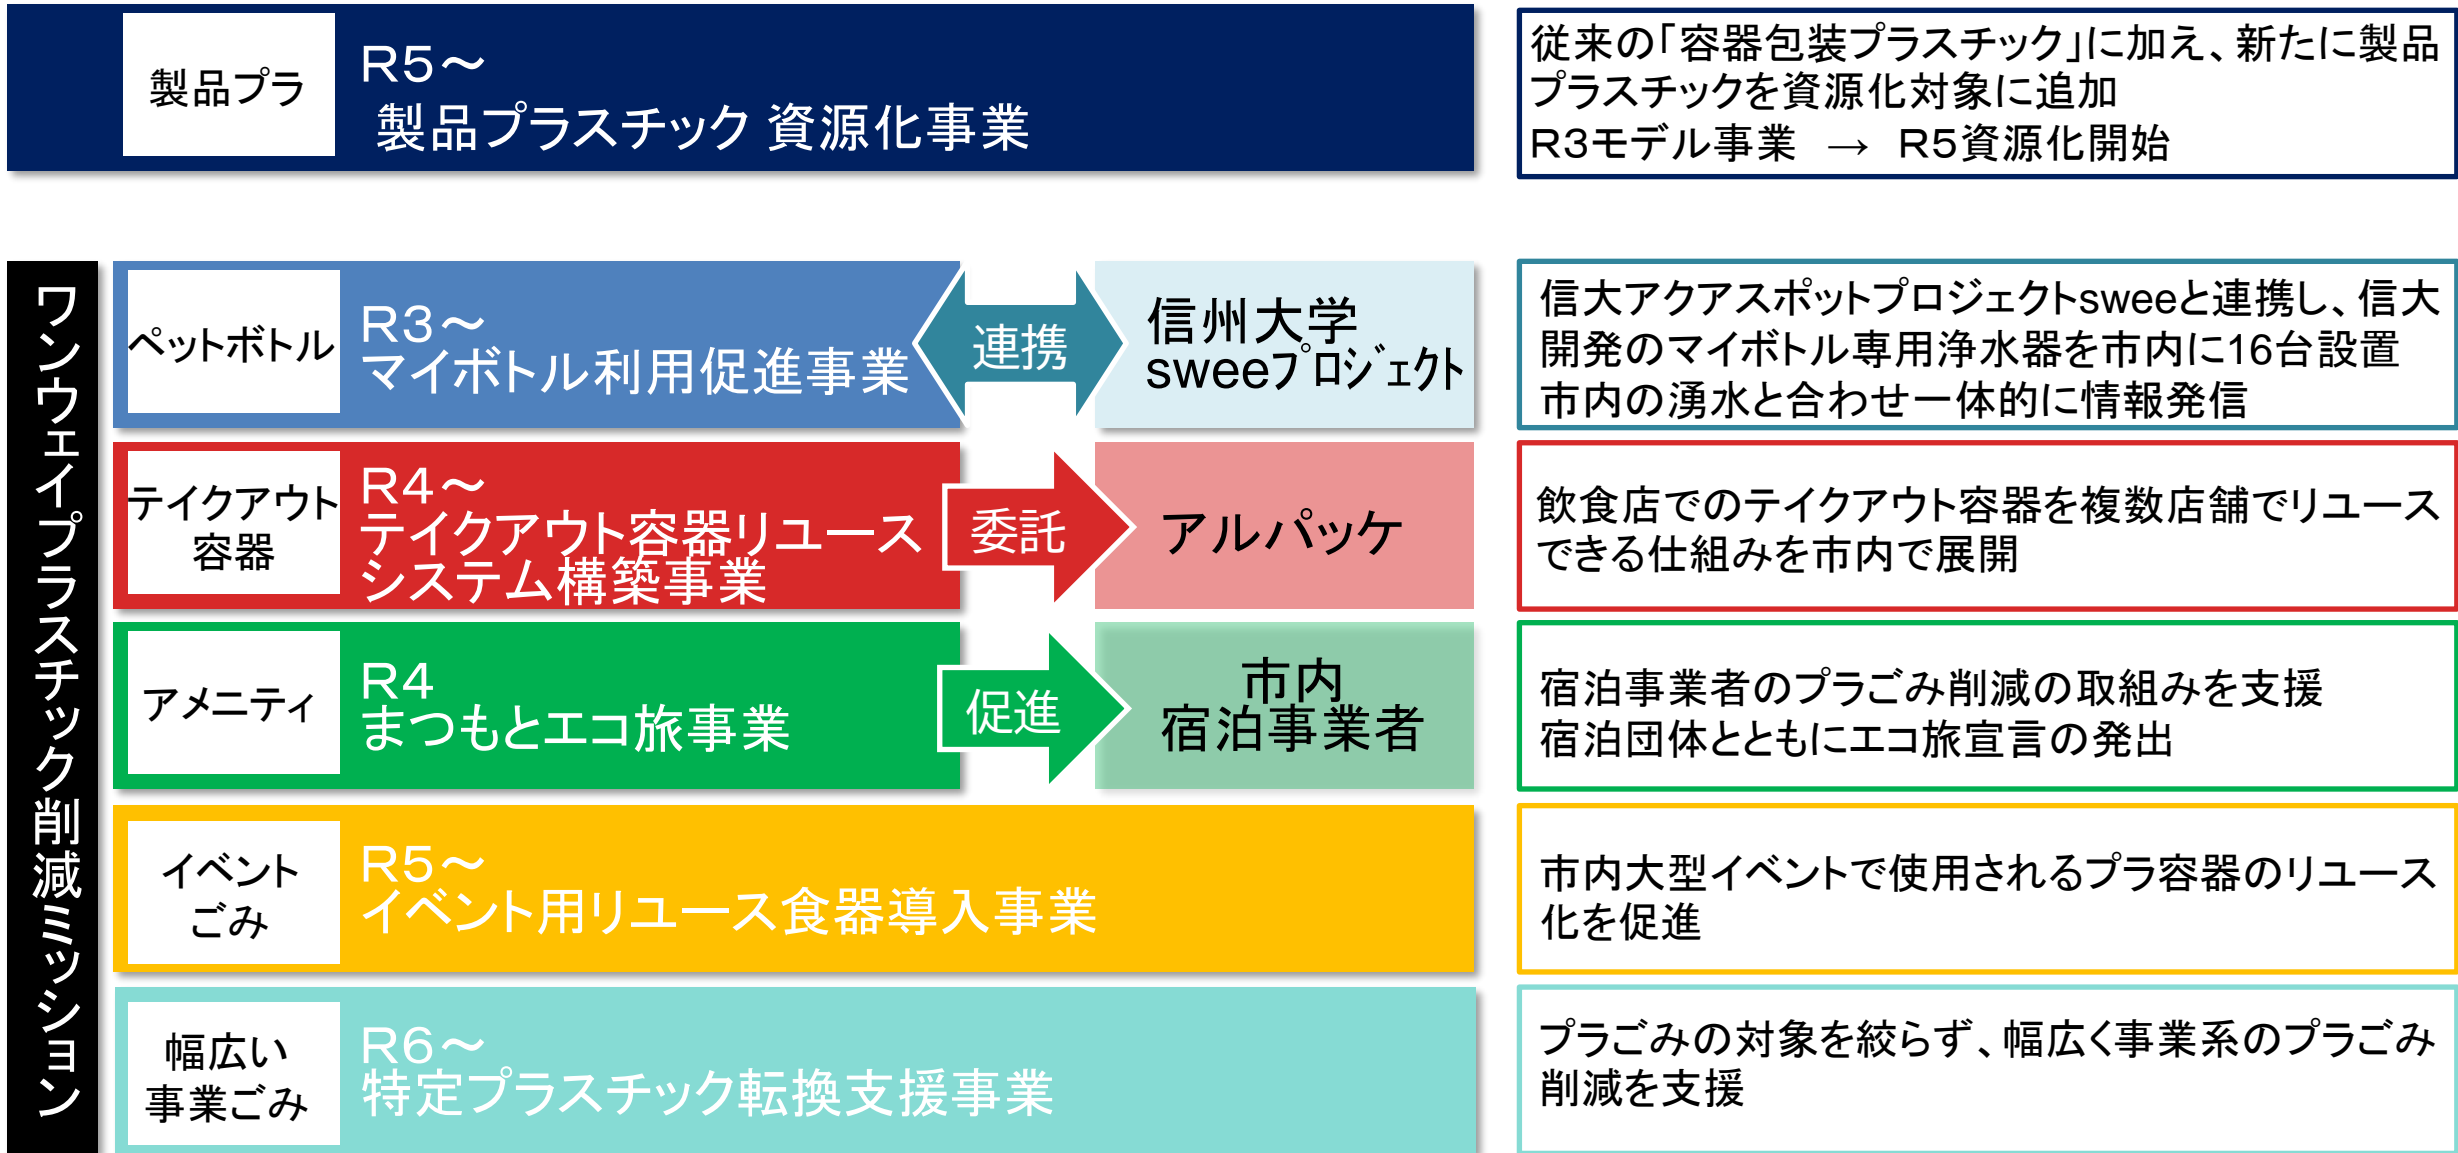 製品プラ
R5～
製品プラスチック 資源化事業
従来の「容器包装プラスチック」に加え、新たに製品
プラスチックを資源化対象に追加
R3モデル事業 → R5資源化開始
ワンウェイプラスチック削減ミッション
ペットボトル
R3～
マイボトル利用促進事業
連携
信州大学
sweeプロジェクト
信大アクアスポットプロジェクトsweeと連携し、信大
開発のマイボトル専用浄水器を市内に16台設置
市内の湧水と合わせ一体的に情報発信
テイクアウト
容器
R4～
テイクアウト容器リユース
システム構築事業
委託
アルパッケ
飲食店でのテイクアウト容器を複数店舗でリユース
できる仕組みを市内で展開
アメニティ
R4
まつもとエコ旅事業
促進
市内
宿泊事業者
宿泊事業者のプラごみ削減の取組みを支援
宿泊団体とともにエコ旅宣言の発出
イベント
ごみ
R5～
イベント用リユース食器導入事業
市内大型イベントで使用されるプラ容器のリユース
化を促進
幅広い
事業ごみ
R6～
特定プラスチック転換支援事業
プラごみの対象を絞らず、幅広く事業系のプラごみ
削減を支援